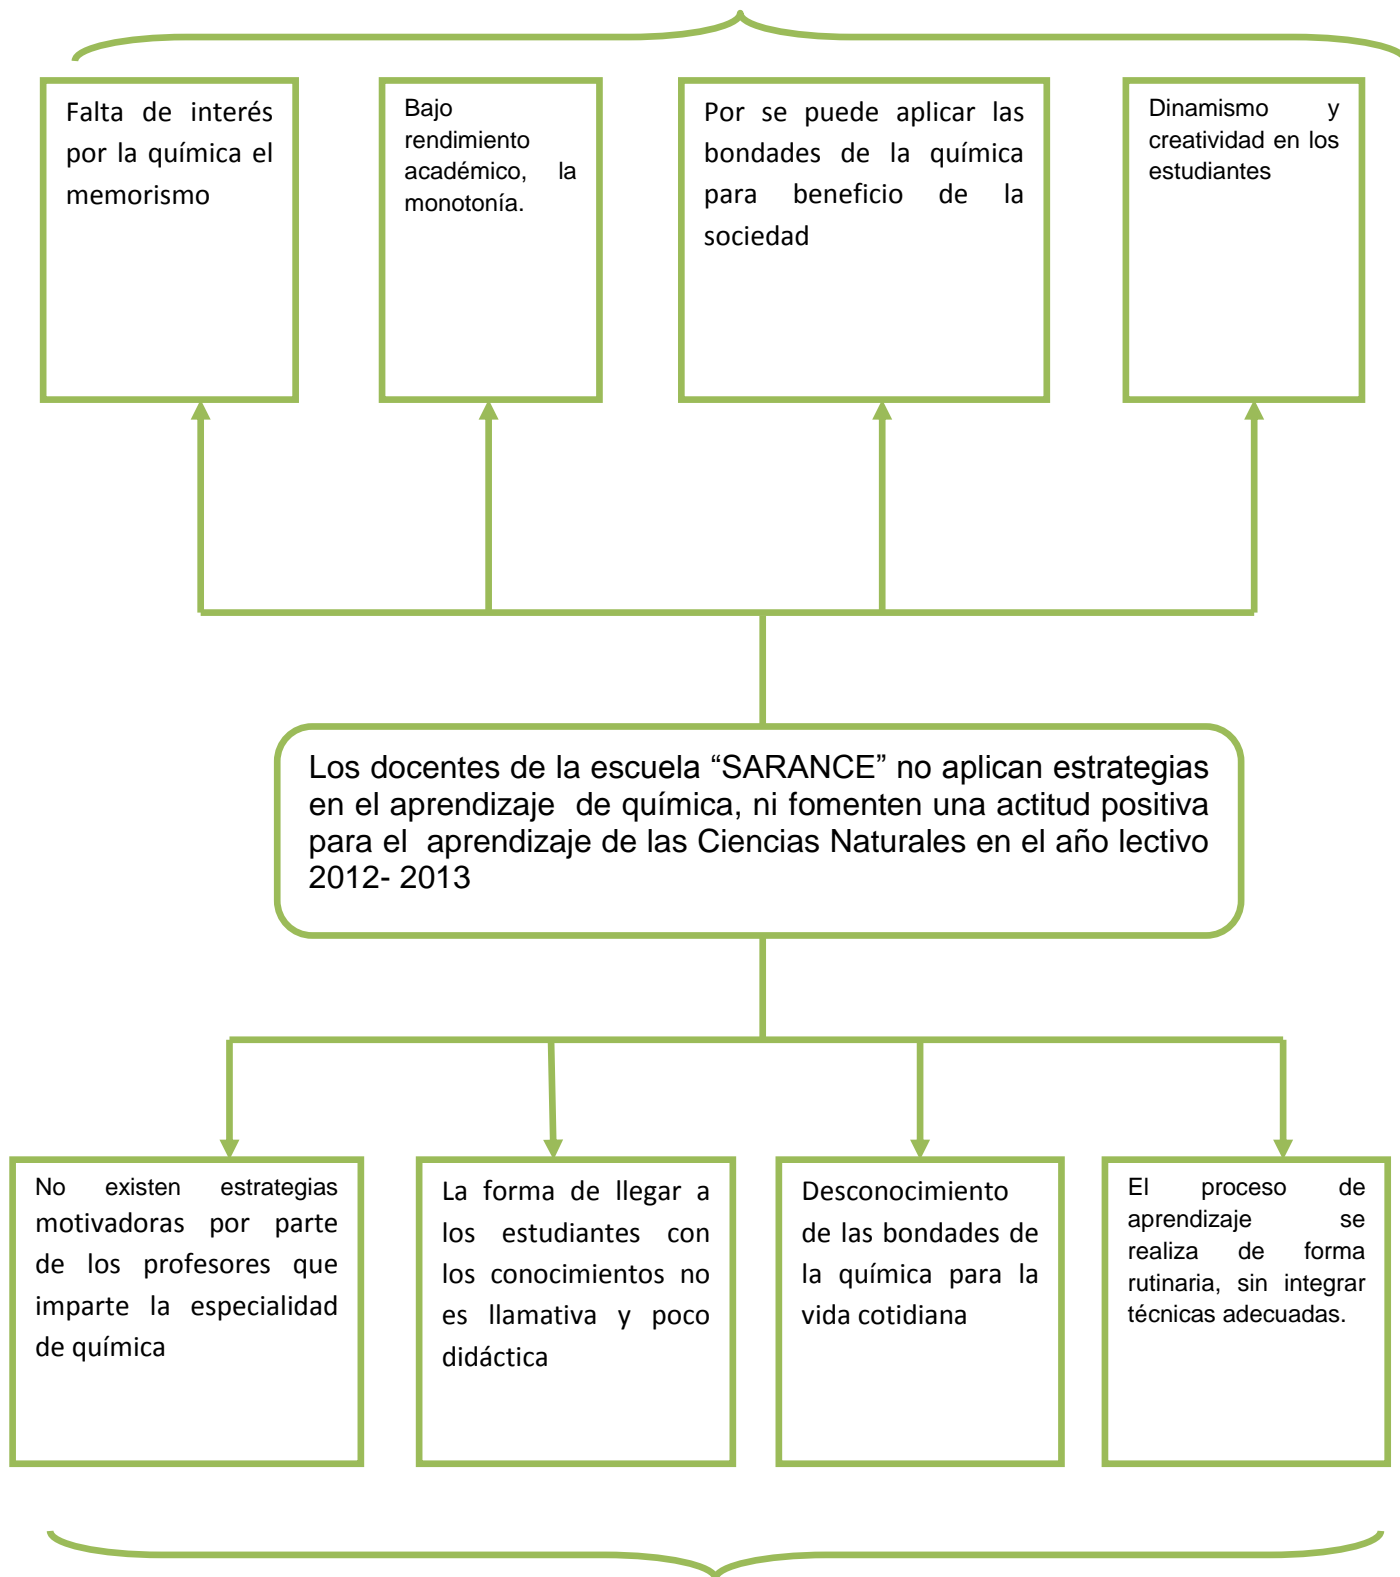 Falta de interés
por la química el
memorismo
Bajo
rendimiento
académico, la
monotonía.
Por se puede aplicar las
bondades de la química
para beneficio de la
sociedad
Dinamismo y
creatividad en los
estudiantes
Los docentes de la escuela “SARANCE” no aplican estrategias
en el aprendizaje de química, ni fomenten una actitud positiva
para el aprendizaje de las Ciencias Naturales en el año lectivo
2012- 2013
No existen estrategias
motivadoras por parte
de los profesores que
imparte la especialidad
de química
La forma de llegar a
los estudiantes con
los conocimientos no
es llamativa y poco
didáctica
Desconocimiento
de las bondades de
la química para la
vida cotidiana
El proceso de
aprendizaje se
realiza de forma
rutinaria, sin integrar
técnicas adecuadas.